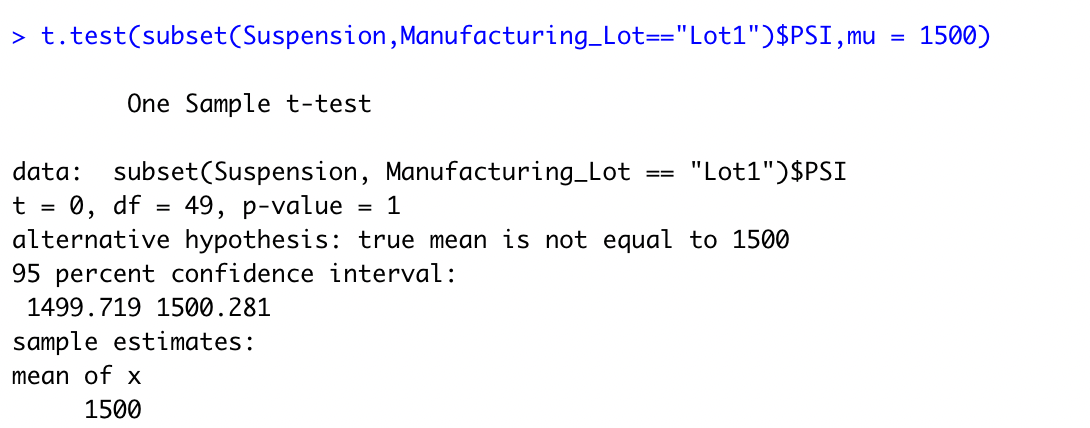 > t.test(subset(Suspension,Manufacturing_Lot=="Lot1")$PSI,mu = 1500)
One Sample t-test
data:  subset(Suspension, Manufacturing_Lot == "Lot1")$PSI
t = 0, df = 49, p-value = 1
alternative hypothesis: true mean is not equal to 1500
95 percent confidence interval:
1499.719 1500.281
sample estimates:
mean of x
1500